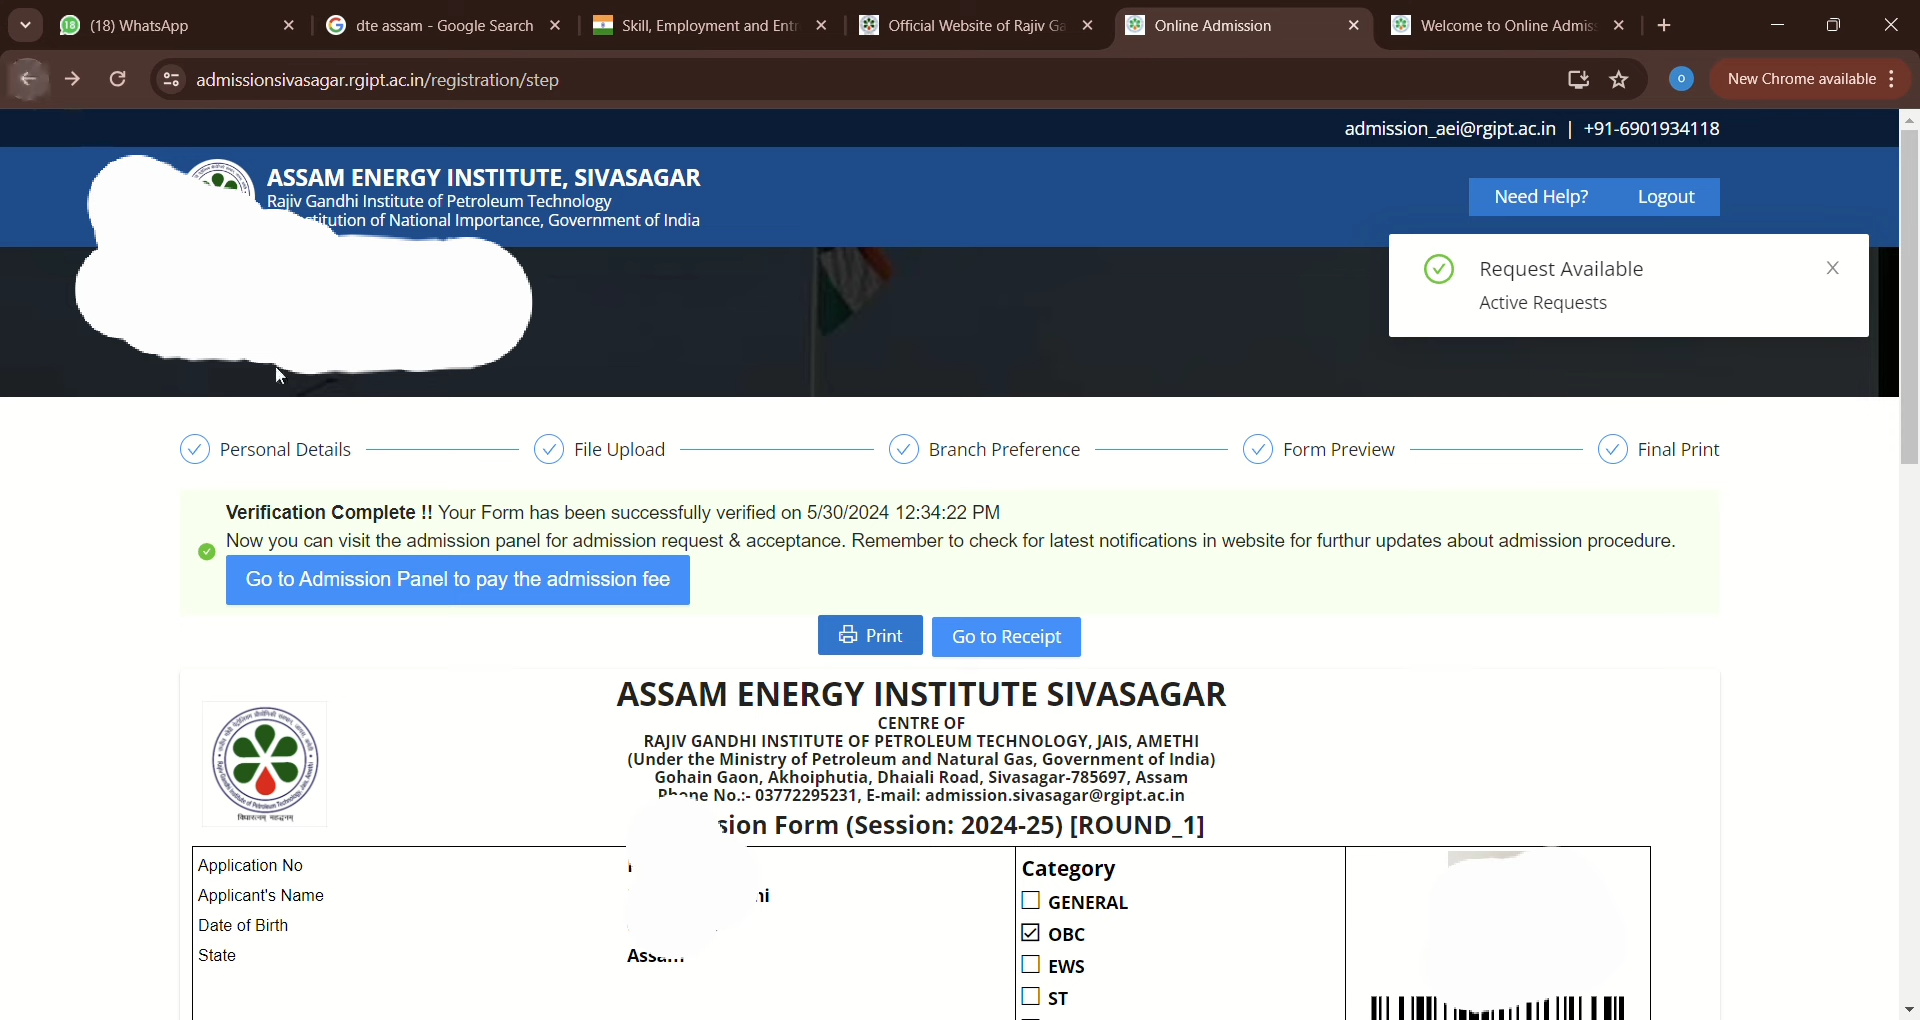 (18) WhatsApp
dte assam - Google Search
Skill, Employment and Entr
Official Website of Rajiv Ga
Online Admission
Welcome to Online Admis
admissionsivasagar.rgipt.ac.in/registration/step
New Chrome available
admission_aei@rgipt.ac.in | +91-6901934118
ASSAM ENERGY INSTITUTE, SIVASAGAR
Rajiv Gandhi Institute of Petroleum Technology
of National Importance, Government of India
Need Help?
Logout
Request Available
Active Requests
Personal Details
File Upload
Branch Preference
Form Preview
Final Print
Verification Complete !! Your Form has been successfully verified on 5/30/2024 12:34:22 PM
Now you can visit the admission panel for admission request & acceptance. Remember to check for latest notifications in website for furthur updates about admission procedure.
Go to Admission Panel to pay the admission fee
Print
Go to Receipt
ASSAM ENERGY INSTITUTE SIVASAGAR
CENTRE OF
RAJIV GANDHI INSTITUTE OF PETROLEUM TECHNOLOGY, JAIS, AMETHI
(Under the Ministry of Petroleum and Natural Gas, Government of India)
Gohain Gaon, Akhoiphutia, Dhaiali Road, Sivasagar-785697, Assam
Phone No.:- 03772295231, E-mail: admission.sivasagar@rgipt.ac.in
sion Form (Session: 2024-25) [ROUND_1]
Application No
Applicant's Name
hi
Date of Birth
State
Assam
Category
GENERAL
OBC
EWS
ST